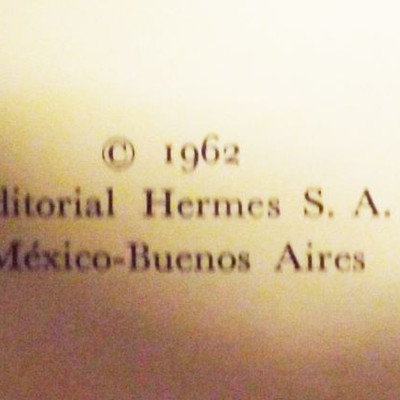 © 1962
ditorial Hermes S. A.
México-Buenos Aires